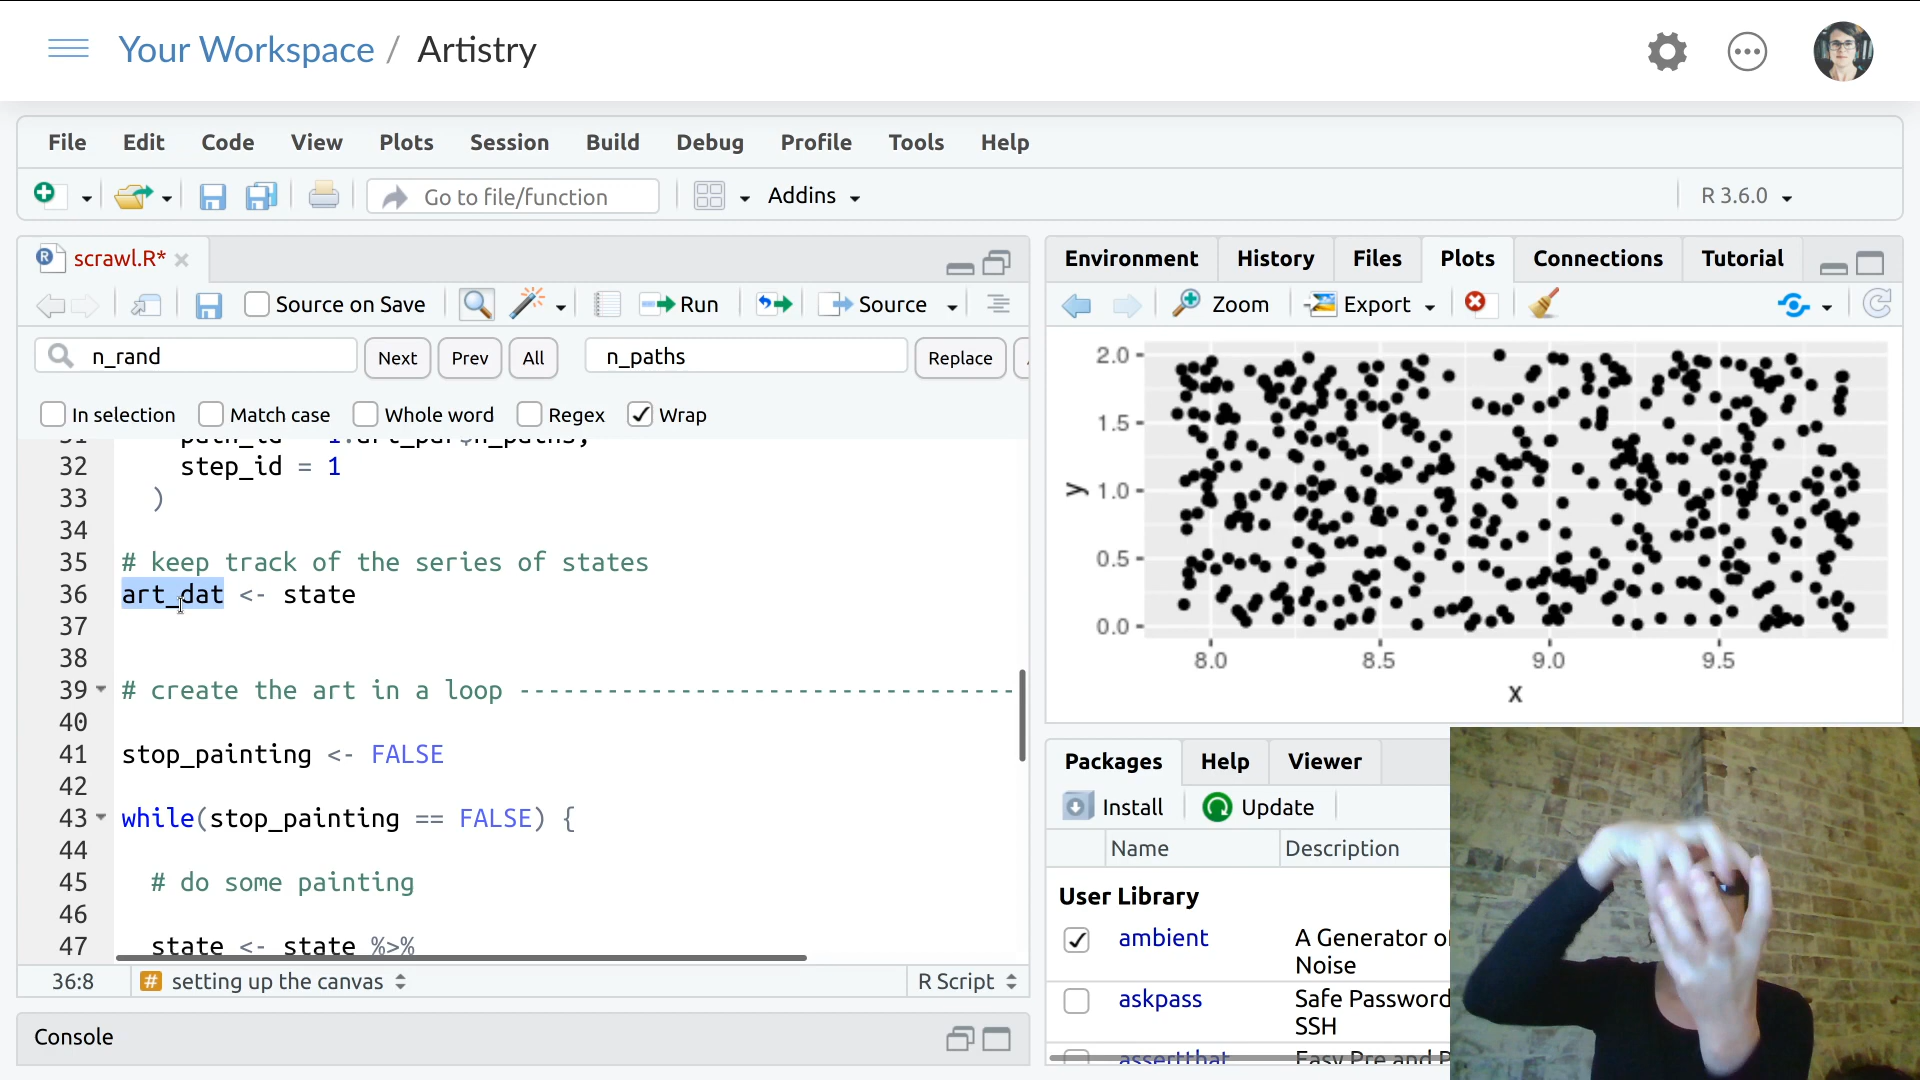 Your Workspace / Artistry
File Edit Code View Plots Session Build Debug Profile Tools Help
Go to file/function
Addins
R 3.6.0
scrawl.R*
Source on Save
Run
Source
n_rand
Next
Prev
All
n_paths
Replace
In selection
Match case
Whole word
Regex
Wrap
32 step_id = 1
33 )
34
35 # keep track of the series of states
36 art_dat <- state
37
38
39 # create the art in a loop ----------------------------------
40
41 stop_painting <- FALSE
42
43 while(stop_painting == FALSE) {
44
45 # do some painting
46
47 state <- state %>%
36:8
# setting up the canvas
R Script
Console
Environment History Files Plots Connections Tutorial
Zoom
Export
2.0
1.5
1.0
0.5
0.0
y
8.0 8.5 9.0 9.5
x
Packages Help Viewer
Install
Update
Name Description
User Library
ambient A Generator of
Noise
askpass Safe Password
SSH
assertthat Easy Pre and P